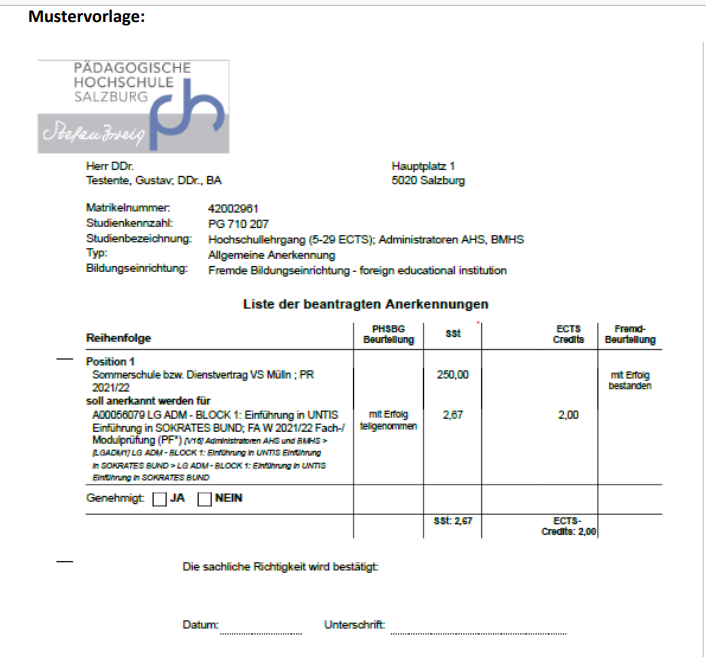 Mustervorlage:
PÄDAGOGISCHE
HOCHSCHULE
SALZBURG
ph
Stefan Zweig
Herr DDr.
Testente, Gustav; DDr., BA
Hauptplatz 1
5020 Salzburg
Matrikelnummer: 42002961
Studienkennzahl: PG 710 207
Studienbezeichnung: Hochschullehrgang (5-29 ECTS); Administratoren AHS, BMHS
Typ: Allgemeine Anerkennung
Bildungseinrichtung: Fremde Bildungseinrichtung - foreign educational institution
Liste der beantragten Anerkennungen
Reihenfolge
PHSBG
Beurteilung
SSt
*
ECTS
Credits
Fremd-
Beurteilung
Position 1
Sommerschule bzw. Dienstvertrag VS Mülln ; PR
2021/22
250,00
mit Erfolg
bestanden
soll anerkannt werden für
A00056079 LG ADM - BLOCK 1: Einführung in UNTIS
Einführung in SOKRATES BUND; FA W 2021/22 Fach-/
Modulprüfung (PF*) [V16] Administratoren AHS und BMHS >
[LGADM1] LG ADM - BLOCK 1: Einführung in UNTIS Einführung
in SOKRATES BUND > LG ADM - BLOCK 1: Einführung in UNTIS
Einführung in SOKRATES BUND
mit Erfolg
teilgenommen
2,67
2,00
Genehmigt: JA NEIN
SSt: 2,67
ECTS-
Credits: 2,00
Die sachliche Richtigkeit wird bestätigt:
Datum: Unterschrift: